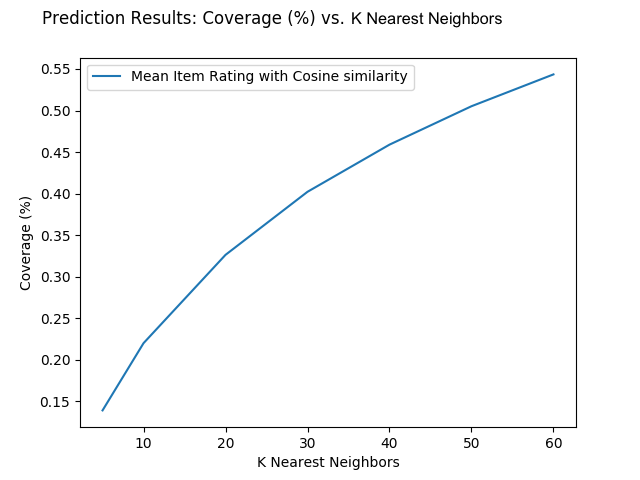 Prediction Results: Coverage (%) vs. K Nearest Neighbors
Mean Item Rating with Cosine similarity
0.55
0.50
0.45
0.40
0.35
0.30
0.25
0.20
0.15
Coverage (%)
10 20 30 40 50 60
K Nearest Neighbors